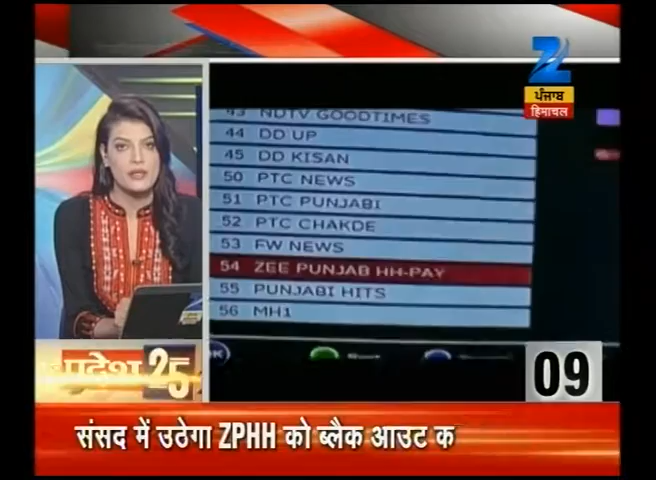 ਪੰਜਾਬ
हिमाचल
43 NDTV GOODTIMES
44 DD UP
45 DD KISAN
50 PTC NEWS
51 PTC PUNJABI
52 PTC CHAKDE
53 FW NEWS
54 ZEE PUNJAB HH-PAY
55 PUNJABI HITS
56 MH1
OK
प्रदेश 25
09
संसद में उठेगा ZPHH को ब्लैक आउट क